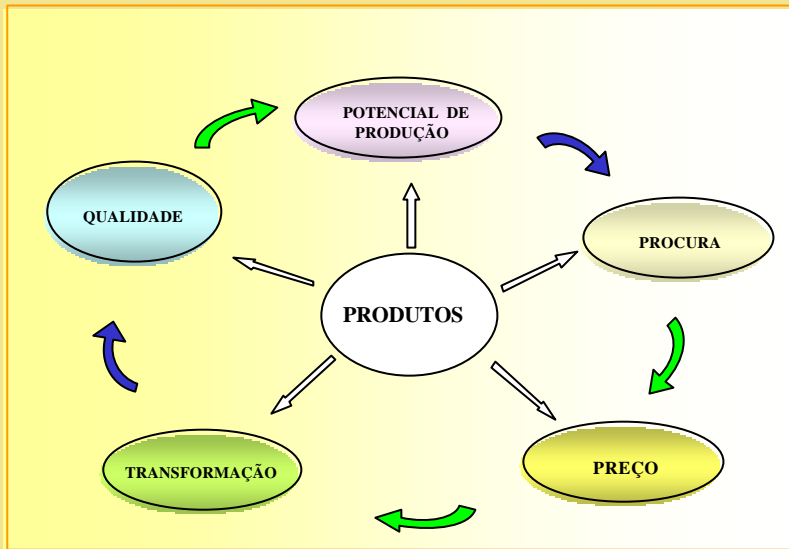 POTENCIAL DE
PRODUÇÃO
QUALIDADE
PROCURA
PRODUTOS
TRANSFORMAÇÃO
PREÇO